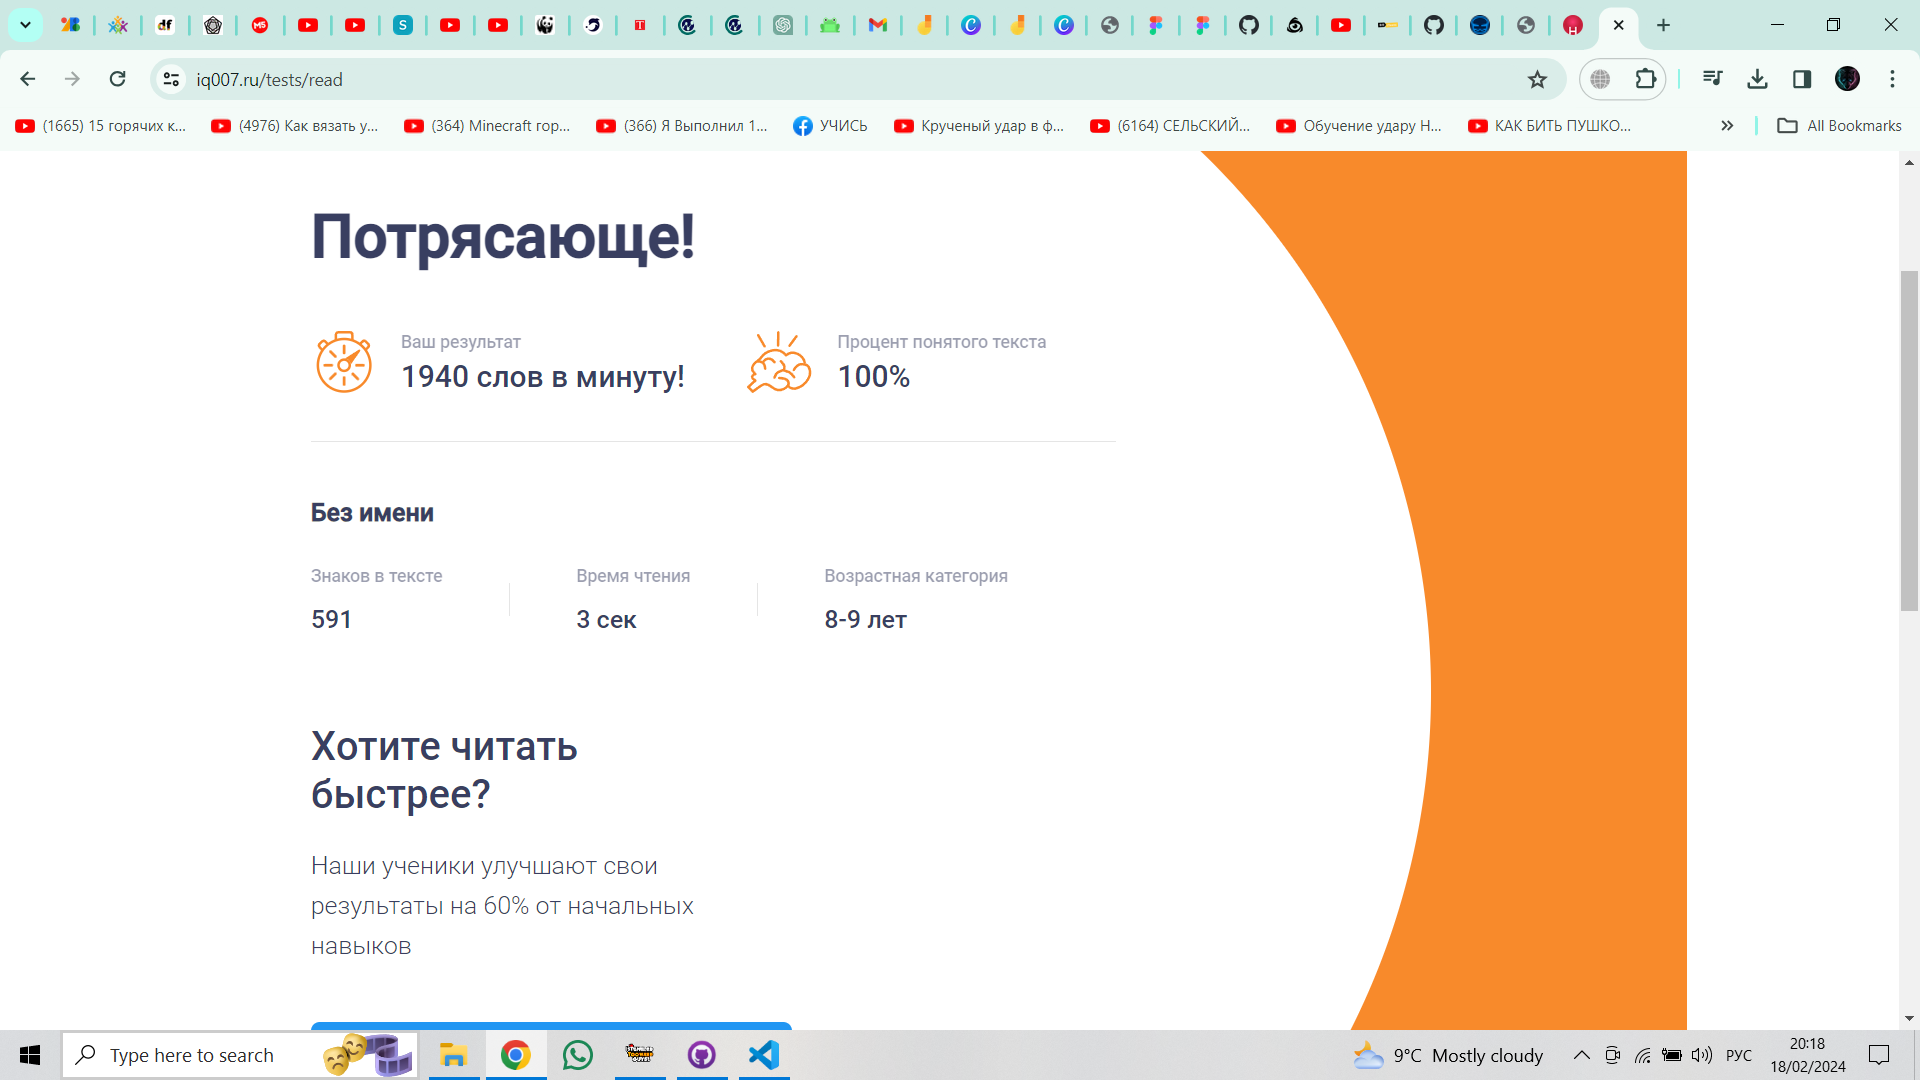 iq007.ru/tests/read
(1665) 15 горячих к...
(4976) Как вязать у...
(364) Minecraft гор...
(366) Я Выполнил 1...
УЧИСЬ
Крученый удар в ф...
(6164) СЕЛЬСКИЙ...
Обучение удару Н...
КАК БИТЬ ПУШКО...
All Bookmarks
Потрясающе!
Ваш результат
1940 слов в минуту!
Процент понятого текста
100%
Без имени
Знаков в тексте
591
Время чтения
3 сек
Возрастная категория
8-9 лет
Хотите читать
быстрее?
Наши ученики улучшают свои
результаты на 60% от начальных
навыков
Type here to search
9°C Mostly cloudy
РУС
20:18
18/02/2024